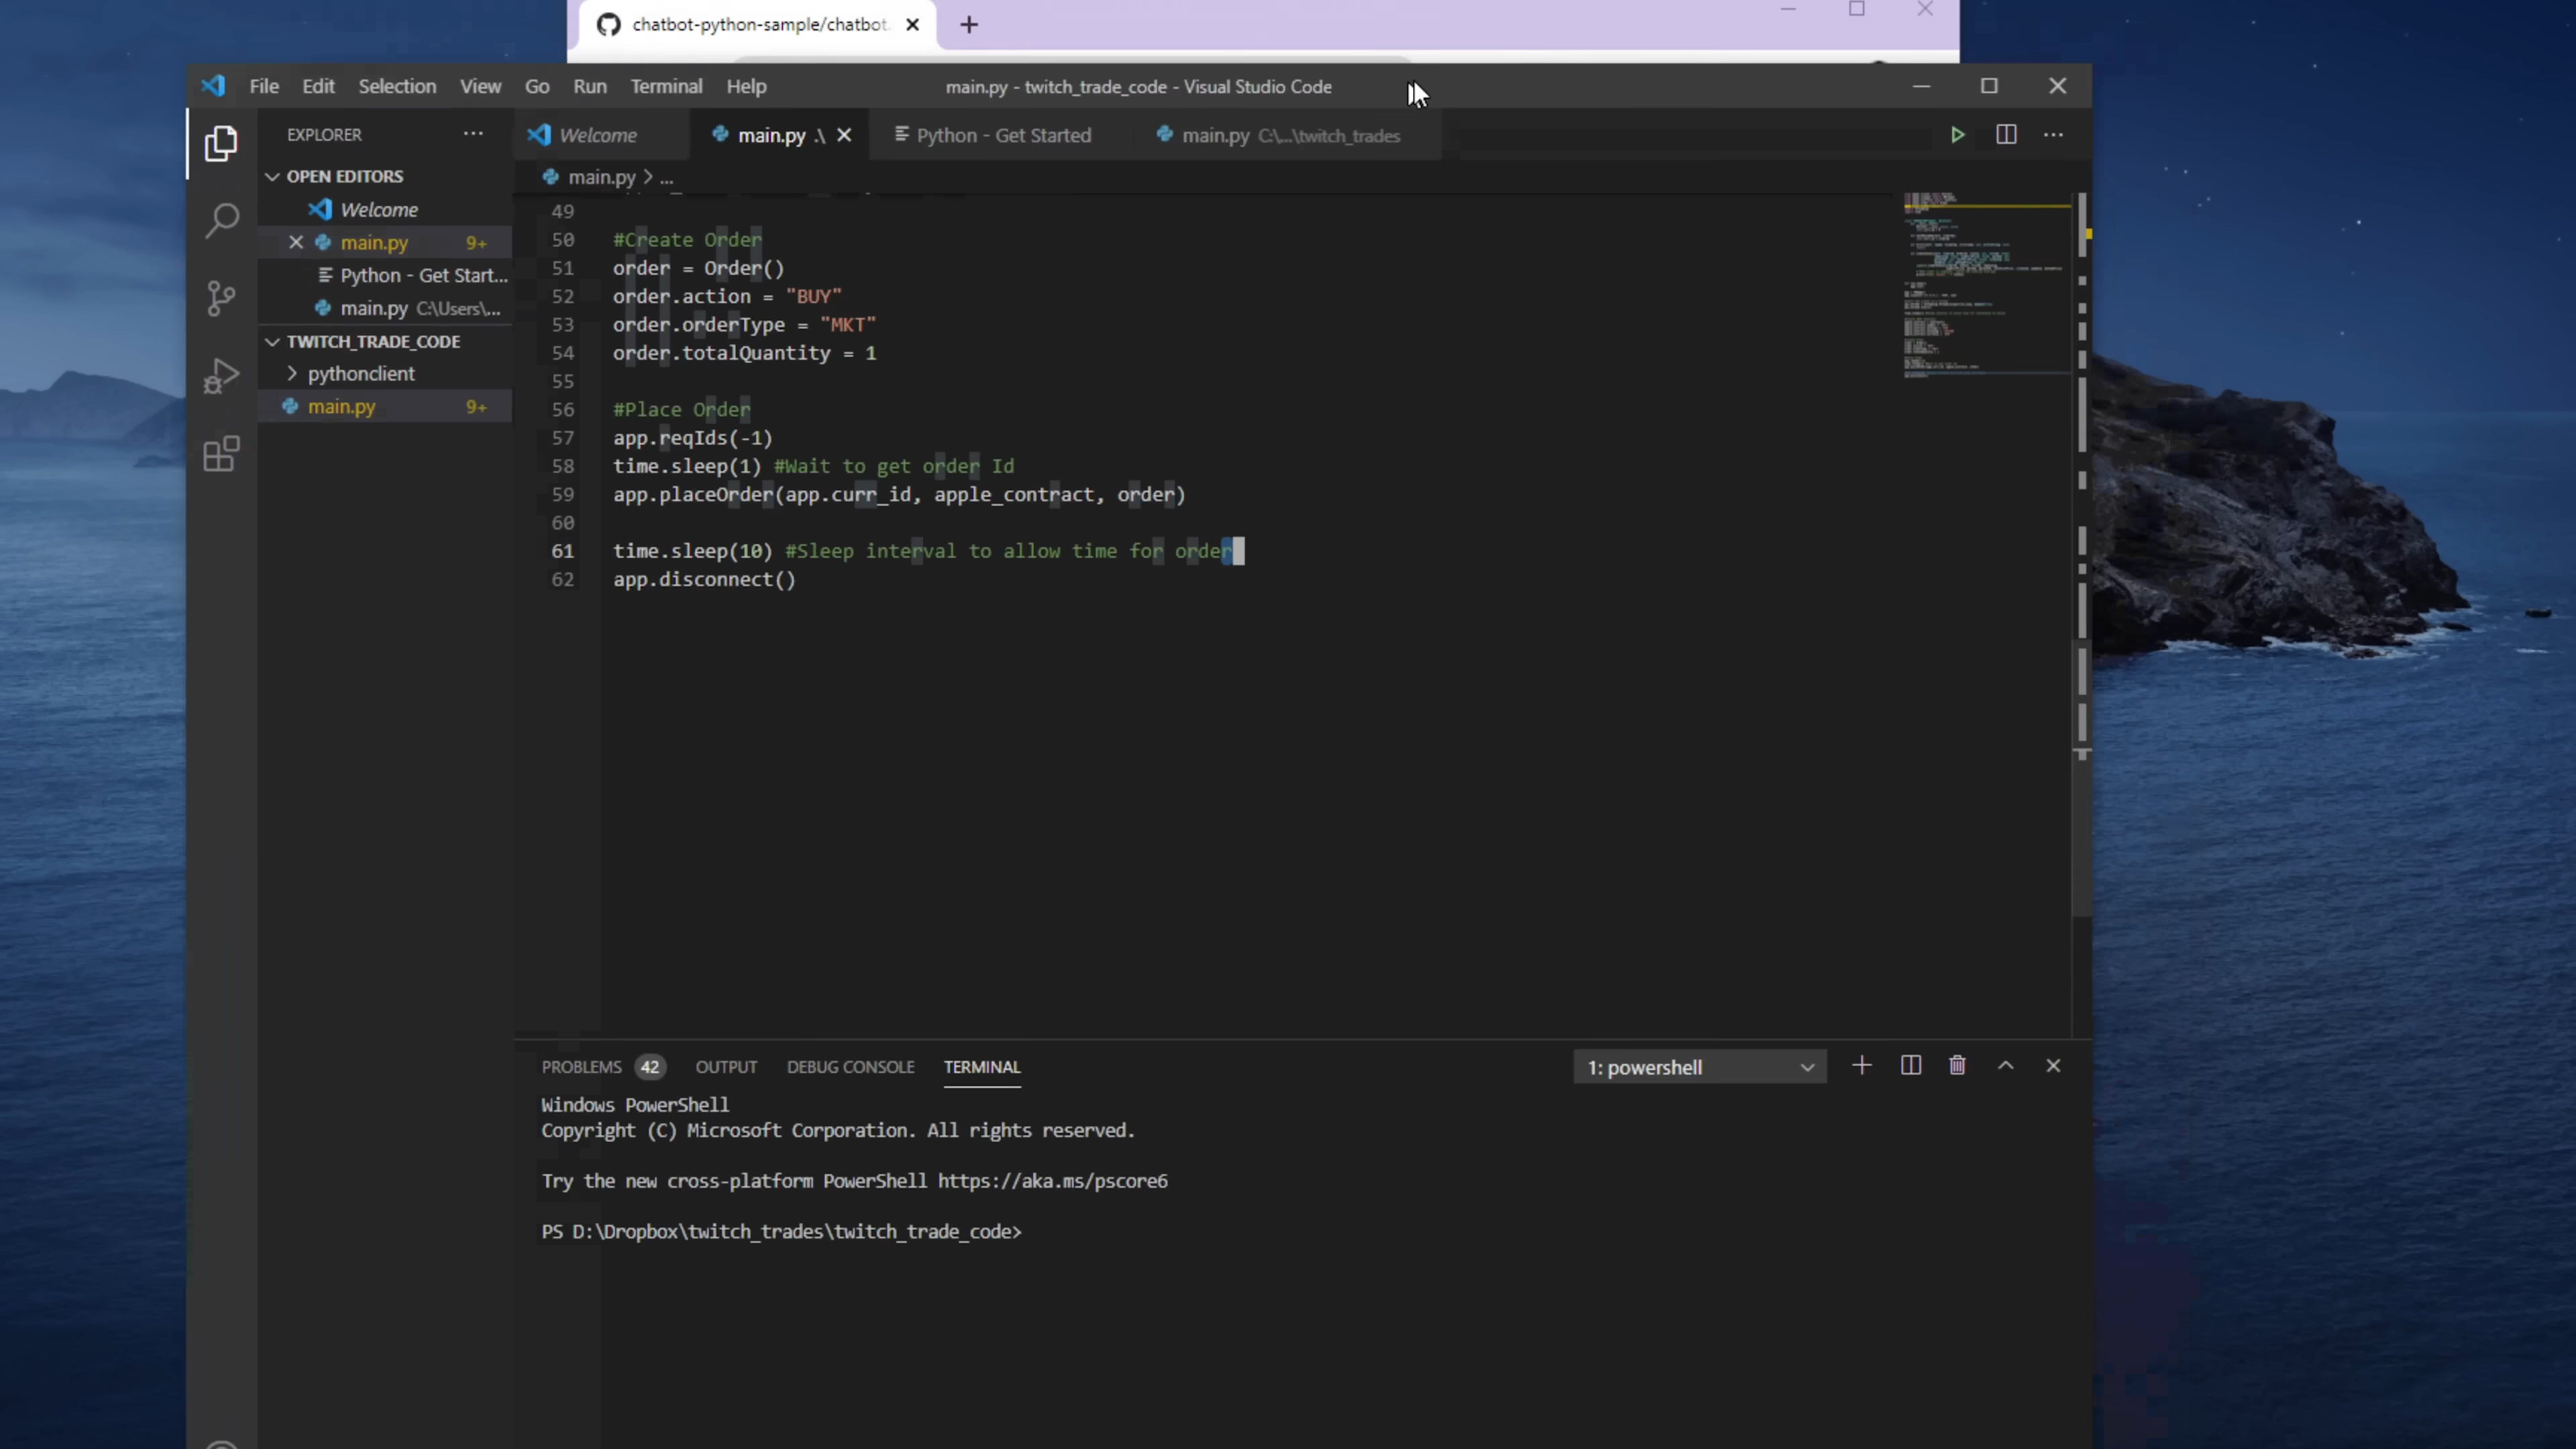 chatbot-python-sample/chatbot.
File Edit Selection View Go Run Terminal Help
main.py - twitch_trade_code - Visual Studio Code
EXPLORER
Welcome
main.py .\
Python - Get Started
main.py C:\...\twitch_trades
OPEN EDITORS
Welcome
main.py 9+
Python - Get Start...
main.py C:\Users\...
TWITCH_TRADE_CODE
pythonclient
main.py 9+
main.py > ...
49
50 #Create Order
51 order = Order()
52 order.action = "BUY"
53 order.orderType = "MKT"
54 order.totalQuantity = 1
55
56 #Place Order
57 app.reqIds(-1)
58 time.sleep(1) #Wait to get order Id
59 app.placeOrder(app.curr_id, apple_contract, order)
60
61 time.sleep(10) #Sleep interval to allow time for order
62 app.disconnect()
PROBLEMS 42 OUTPUT DEBUG CONSOLE TERMINAL
1: powershell
Windows PowerShell
Copyright (C) Microsoft Corporation. All rights reserved.
Try the new cross-platform PowerShell https://aka.ms/pscore6
PS D:\Dropbox\twitch_trades\twitch_trade_code>